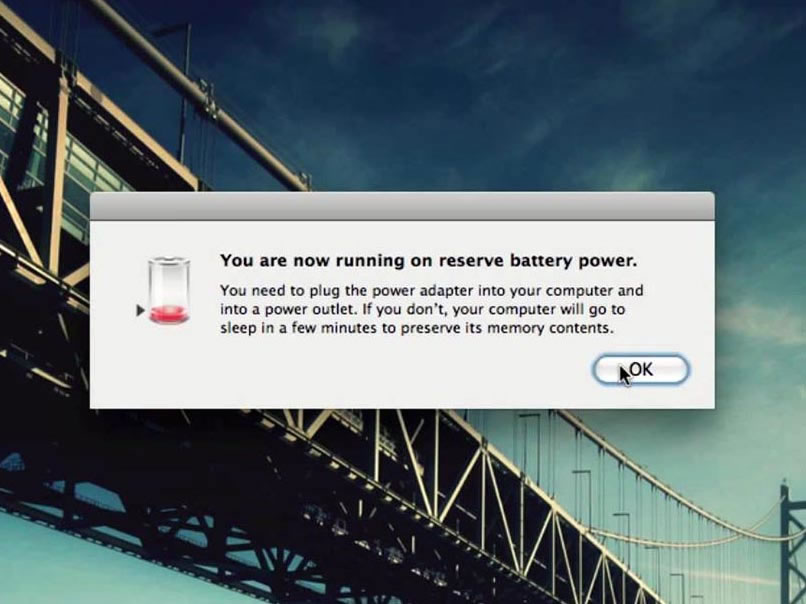 You are now running on reserve battery power.
You need to plug the power adapter into your computer and
into a power outlet. If you don't, your computer will go to
sleep in a few minutes to preserve its memory contents.
OK